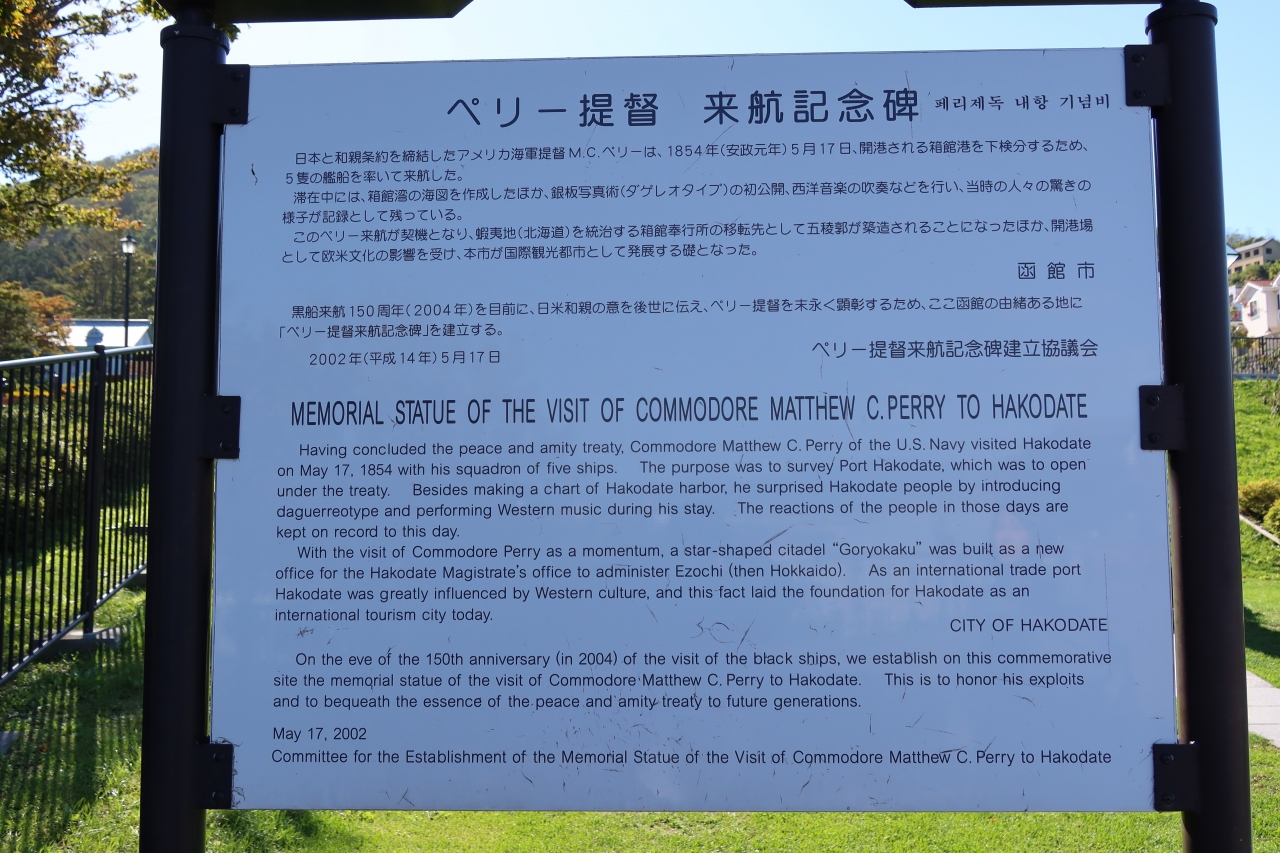 ペリー提督 来航記念碑 페리제독 내항 기념비
日本と和親条約を締結したアメリカ海軍提督M.C.ペリーは、1854年(安政元年)5月17日、開港される箱館港を下検分するため、
5隻の艦船を率いて来航した。
滞在中には、箱館湾の海図を作成したほか、銀板写真術(ダゲレオタイプ)の初公開、西洋音楽の吹奏などを行い、当時の人々の驚きの
様子が記録として残っている。
このペリー来航が契機となり、蝦夷地(北海道)を統治する箱館奉行所の移転先として五稜郭が築造されることになったほか、開港場
として欧米文化の影響を受け、本市が国際観光都市として発展する礎となった。
函館市
黒船来航150周年(2004年)を目前に、日米和親の意を後世に伝え、ペリー提督を末永く顕彰するため、ここ函館の由緒ある地に
「ペリー提督来航記念碑」を建立する。
2002年(平成14年)5月17日
ペリー提督来航記念碑建立協議会
MEMORIAL STATUE OF THE VISIT OF COMMODORE MATTHEW C.PERRY TO HAKODATE
Having concluded the peace and amity treaty, Commodore Matthew C. Perry of the U.S. Navy visited Hakodate
on May 17, 1854 with his squadron of five ships. The purpose was to survey Port Hakodate, which was to open
under the treaty. Besides making a chart of Hakodate harbor, he surprised Hakodate people by introducing
daguerreotype and performing Western music during his stay. The reactions of the people in those days are
kept on record to this day.
With the visit of Commodore Perry as a momentum, a star-shaped citadel “Goryokaku” was built as a new
office for the Hakodate Magistrate's office to administer Ezochi (then Hokkaido). As an international trade port
Hakodate was greatly influenced by Western culture, and this fact laid the foundation for Hakodate as an
international tourism city today.
CITY OF HAKODATE
On the eve of the 150th anniversary (in 2004) of the visit of the black ships, we establish on this commemorative
site the memorial statue of the visit of Commodore Matthew C. Perry to Hakodate. This is to honor his exploits
and to bequeath the essence of the peace and amity treaty to future generations.
May 17, 2002
Committee for the Establishment of the Memorial Statue of the Visit of Commodore Matthew C. Perry to Hakodate